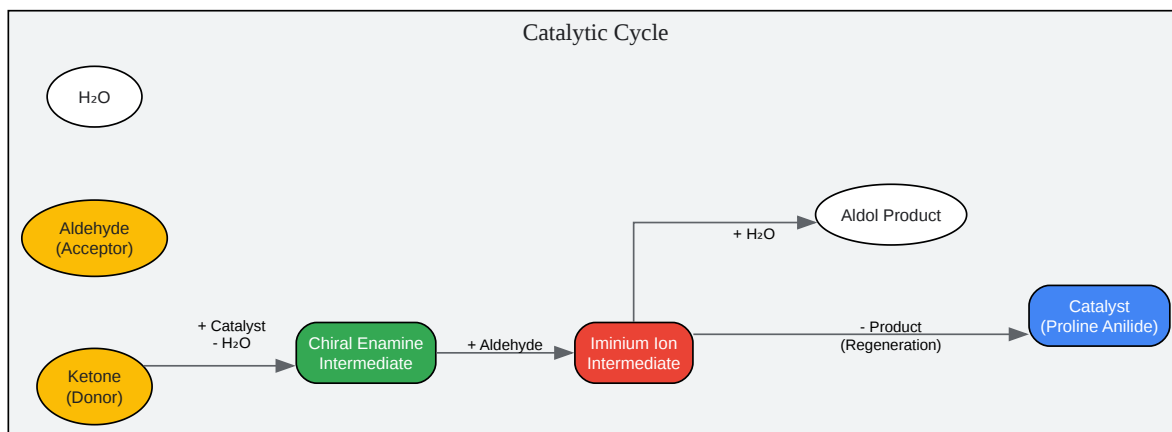 Catalytic Cycle
H₂O
Aldehyde
(Acceptor)
Aldol Product
+ H₂O
Catalyst
(Proline Anilide)
+ Catalyst
- H₂O
- Product
(Regeneration)
Chiral Enamine
Intermediate
+ Aldehyde
Iminium Ion
Intermediate
Ketone
(Donor)